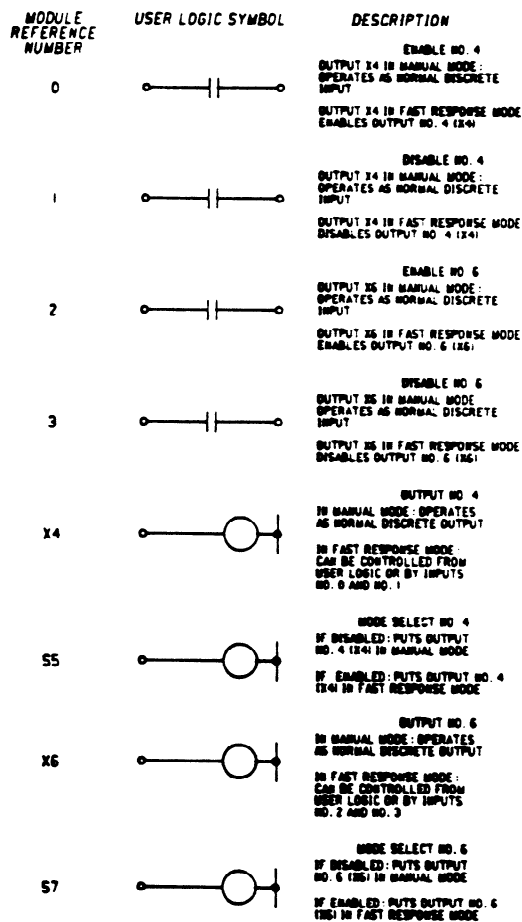 MODULE REFERENCE NUMBER
USER LOGIC SYMBOL
DESCRIPTION
0
ENABLE NO. 4
OUTPUT X4 IN MANUAL MODE:
OPERATES AS NORMAL DISCRETE
INPUT
OUTPUT X4 IN FAST RESPONSE MODE
ENABLES OUTPUT NO. 4 (X4)
1
DISABLE NO. 4
OUTPUT X4 IN MANUAL MODE:
OPERATES AS NORMAL DISCRETE
INPUT
OUTPUT X4 IN FAST RESPONSE MODE
DISABLES OUTPUT NO. 4 (X4)
2
ENABLE NO 6
OUTPUT X6 IN MANUAL MODE:
OPERATES AS NORMAL DISCRETE
INPUT
OUTPUT X6 IN FAST RESPONSE MODE
ENABLES OUTPUT NO. 6 (X6)
3
DISABLE NO 6
OUTPUT X6 IN MANUAL MODE
OPERATES AS NORMAL DISCRETE
INPUT
OUTPUT X6 IN FAST RESPONSE MODE
DISABLES OUTPUT NO. 6 (X6)
X4
OUTPUT NO 4
IN MANUAL MODE: OPERATES
AS NORMAL DISCRETE OUTPUT
IN FAST RESPONSE MODE:
CAN BE CONTROLLED FROM
USER LOGIC OR BY INPUTS
NO. 0 AND NO. 1
S5
MODE SELECT NO 4
IF DISABLED: PUTS OUTPUT
NO. 4 (X4) IN MANUAL MODE
IF ENABLED: PUTS OUTPUT NO. 4
(X4) IN FAST RESPONSE MODE
X6
OUTPUT NO. 6
IN MANUAL MODE: OPERATES
AS NORMAL DISCRETE OUTPUT
IN FAST RESPONSE MODE:
CAN BE CONTROLLED FROM
USER LOGIC OR BY INPUTS
NO. 2 AND NO. 3
S7
MODE SELECT NO. 6
IF DISABLED: PUTS OUTPUT
NO. 6 (X6) IN MANUAL MODE
IF ENABLED: PUTS OUTPUT NO. 6
(X6) IN FAST RESPONSE MODE